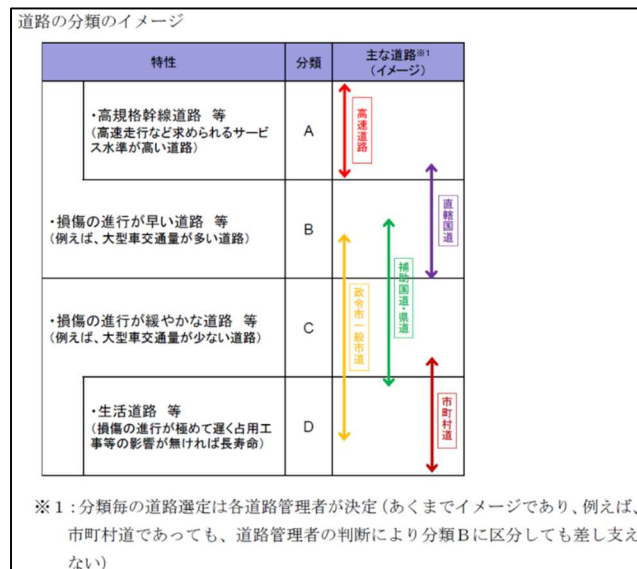 道路の分類のイメージ
特性
分類
主な道路※1
(イメージ)
・高規格幹線道路 等
(高速走行など求められるサービ
ス水準が高い道路)
A
高速道路
・損傷の進行が早い道路 等
(例えば、大型車交通量が多い道路)
B
直轄国道
・損傷の進行が緩やかな道路 等
(例えば、大型車交通量が少ない道路)
C
政令市一般市道
補助国道・県道
・生活道路 等
(損傷の進行が極めて遅く占用工
事等の影響が無ければ長寿命)
D
市町村道
※1:分類毎の道路選定は各道路管理者が決定(あくまでイメージであり、例えば、
市町村道であっても、道路管理者の判断により分類Bに区分しても差し支え
ない)